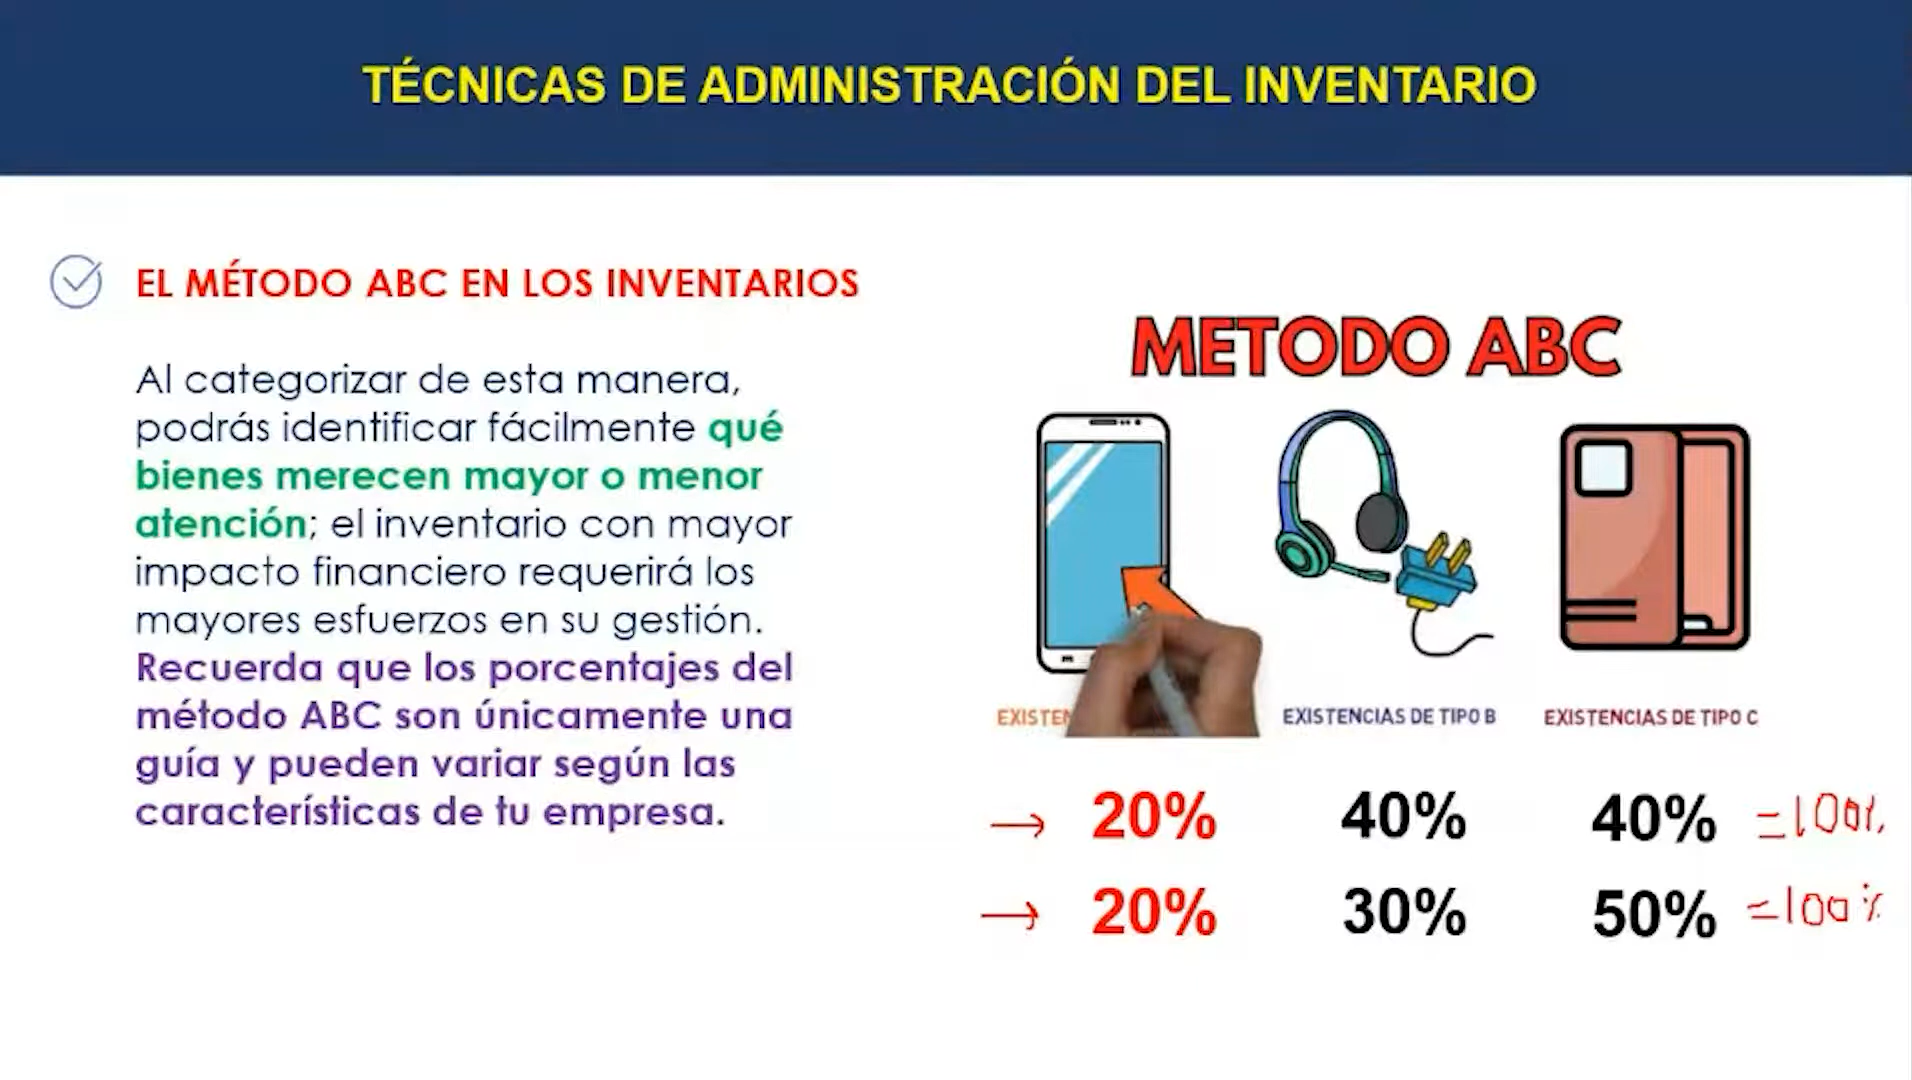 TÉCNICAS DE ADMINISTRACIÓN DEL INVENTARIO
EL MÉTODO ABC EN LOS INVENTARIOS
Al categorizar de esta manera,
podrás identificar fácilmente qué
bienes merecen mayor o menor
atención; el inventario con mayor
impacto financiero requerirá los
mayores esfuerzos en su gestión.
Recuerda que los porcentajes del
método ABC son únicamente una
guía y pueden variar según las
características de tu empresa.
METODO ABC
EXISTENCIAS DE TIPO B
EXISTENCIAS DE TIPO C
→ 20% 40% 40% =100%
→ 20% 30% 50% =100%